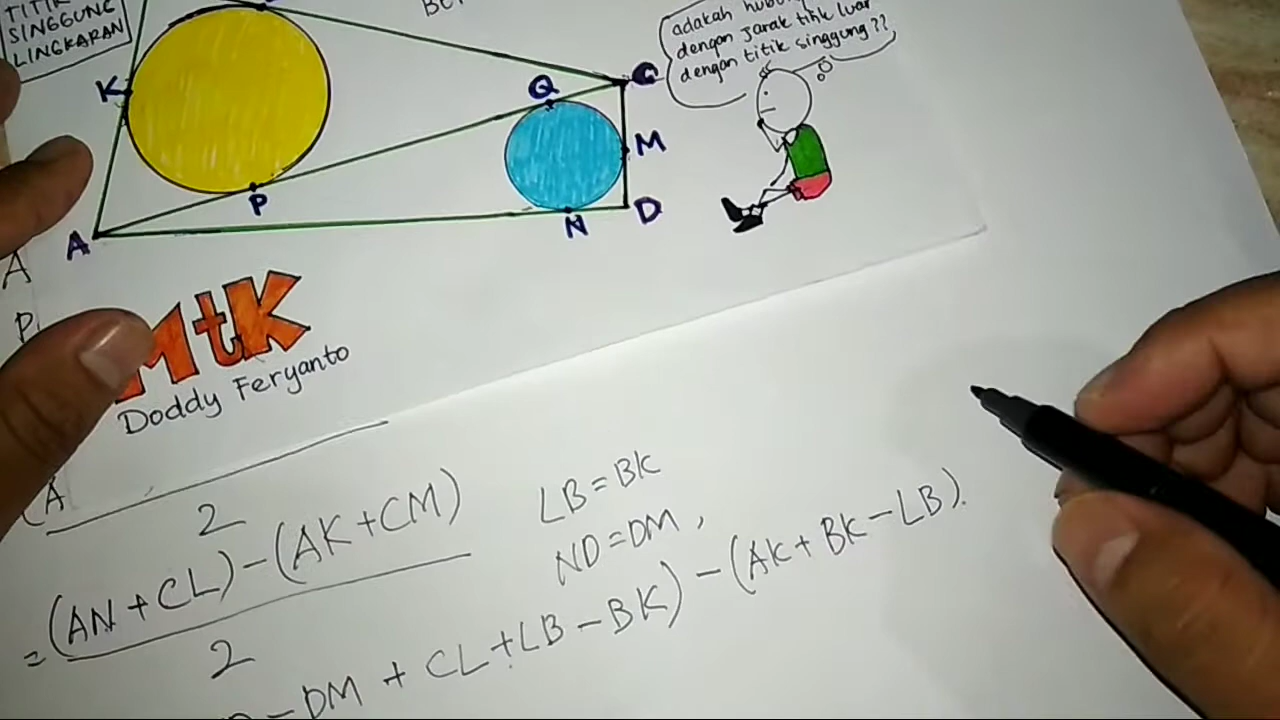 TITIK
SINGGUNG
LINGKARAN
adakah
dengan jarak titik luar
dengan titik singgung??
K
Q
C
M
P
D
N
A
A
P
MtK
Doddy Feryanto
(A
2
= (AN+CL)-(AK+CM)
2
LB=BK
ND=DM,
-DM + CL+LB-BK)-(AK+BK-LB).